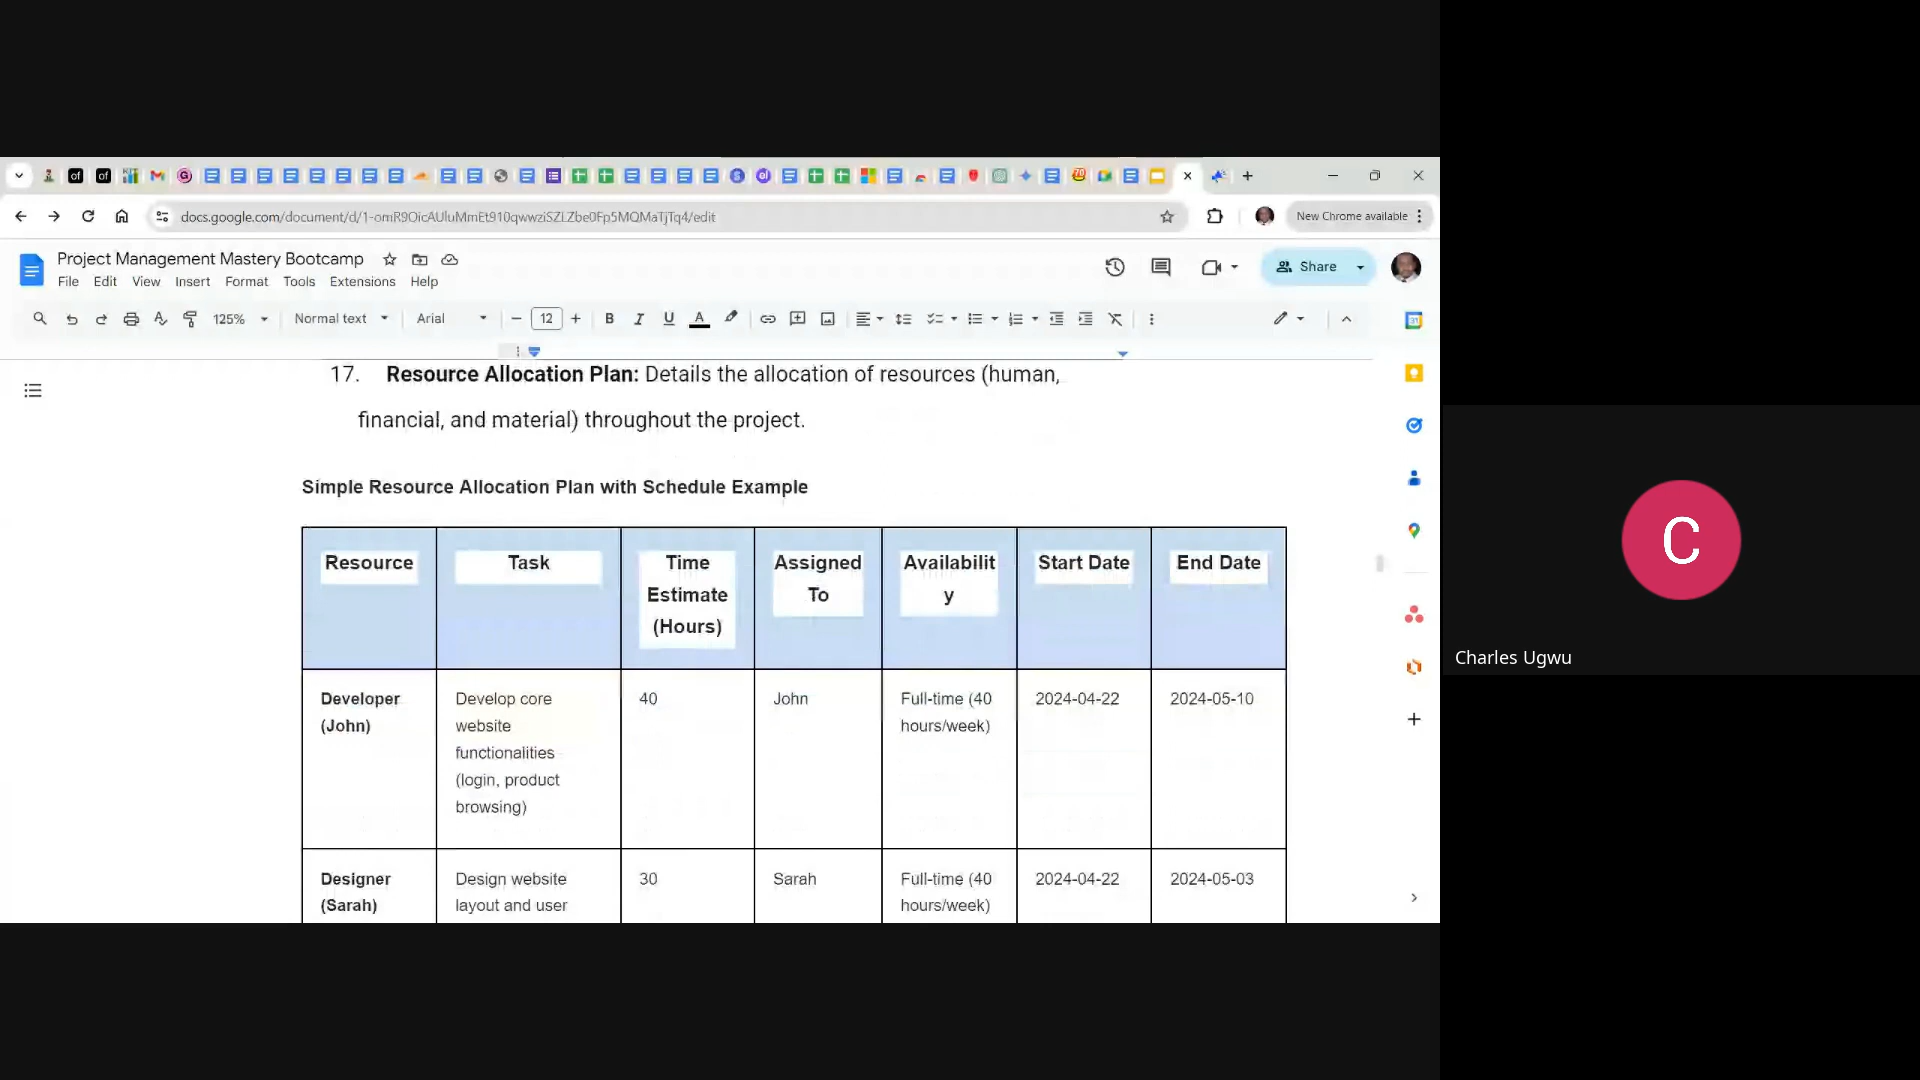 docs.google.com/document/d/1-omR9OicAUluMmEt910qwwziSZLZbe0Fp5MQMaTjTq4/edit
New Chrome available
Project Management Mastery Bootcamp
File Edit View Insert Format Tools Extensions Help
Share
125% Normal text Arial 12 B I U A
17. Resource Allocation Plan: Details the allocation of resources (human,
financial, and material) throughout the project.
Simple Resource Allocation Plan with Schedule Example
Resource Task Time Assigned Availabilit Start Date End Date
Estimate To y
(Hours)
Developer Develop core 40 John Full-time (40 2024-04-22 2024-05-10
(John) website hours/week)
functionalities
(login, product
browsing)
Designer Design website 30 Sarah Full-time (40 2024-04-22 2024-05-03
(Sarah) layout and user hours/week)
C
Charles Ugwu